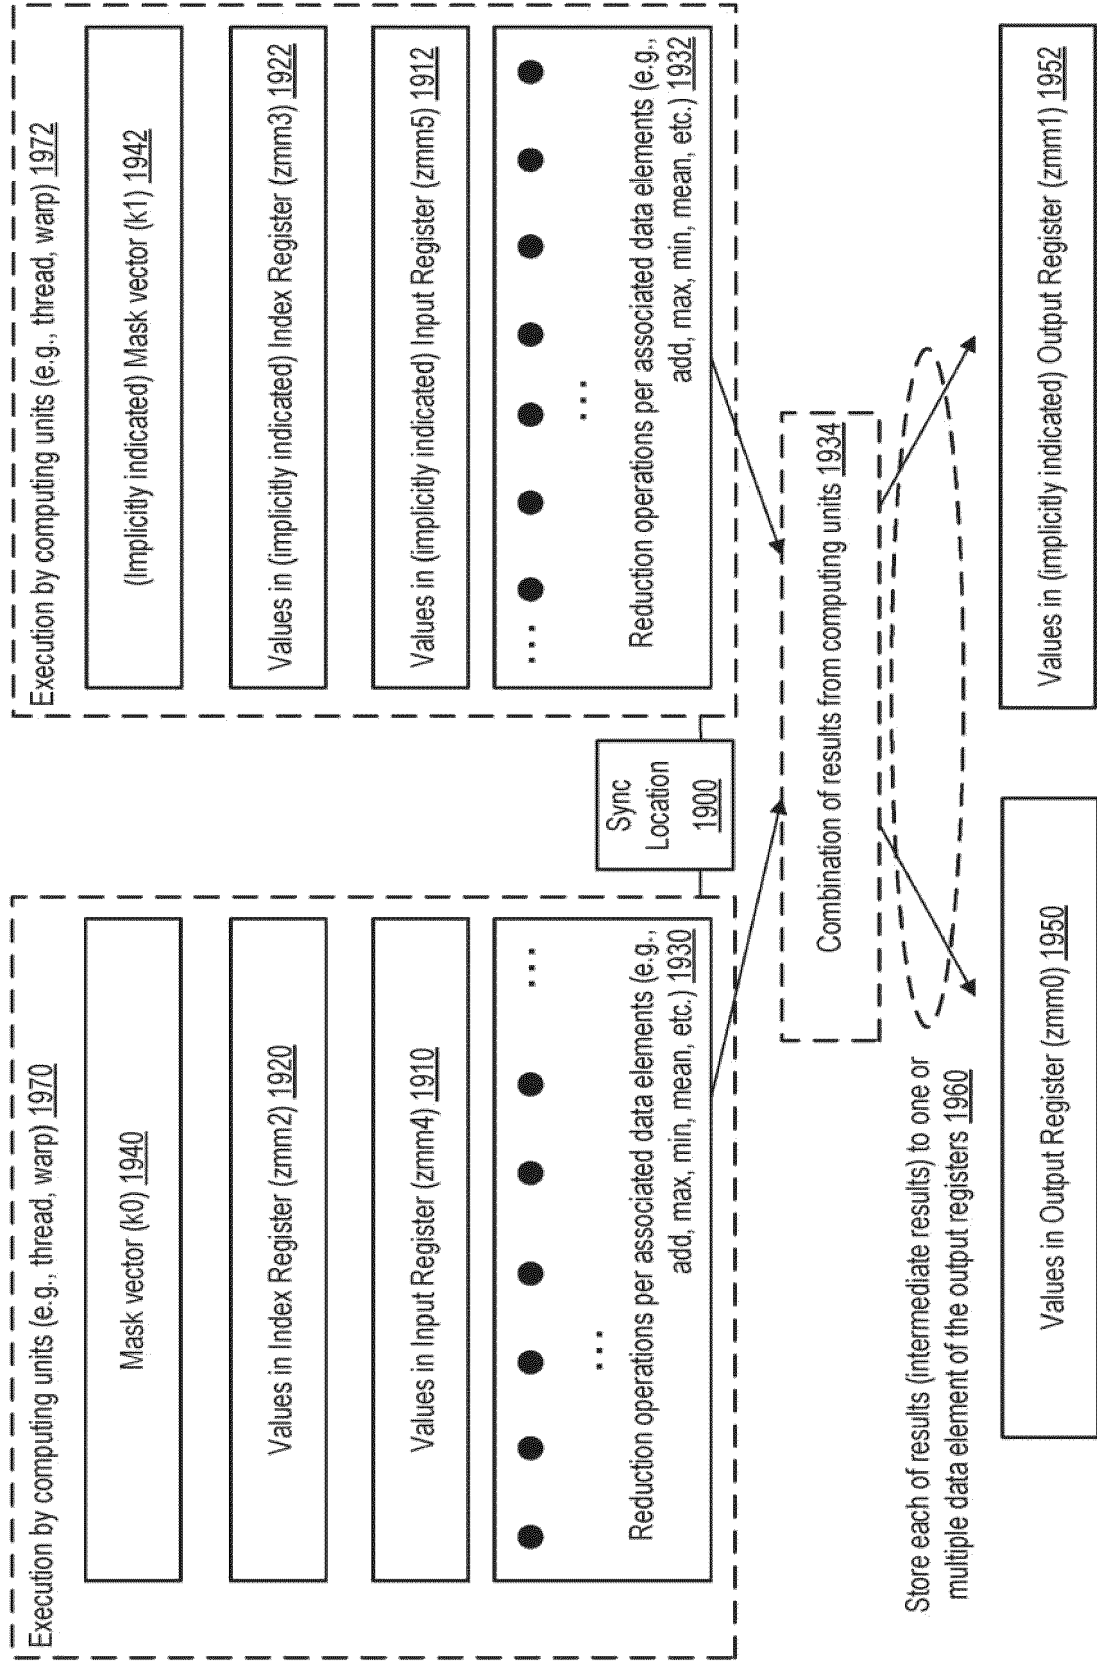 Execution by computing units (e.g., thread, warp) 1970
Mask vector (k0) 1940
Values in Index Register (zmm2) 1920
Values in Input Register (zmm4) 1910
...
...
Reduction operations per associated data elements (e.g.,
add, max, min, mean, etc.) 1930
Sync
Location
1900
Execution by computing units (e.g., thread, warp) 1972
(Implicitly indicated) Mask vector (k1) 1942
Values in (implicitly indicated) Index Register (zmm3) 1922
Values in (implicitly indicated) Input Register (zmm5) 1912
...
...
Reduction operations per associated data elements (e.g.,
add, max, min, mean, etc.) 1932
Combination of results from computing units 1934
Store each of results (intermediate results) to one or
multiple data element of the output registers 1960
Values in Output Register (zmm0) 1950
Values in (implicitly indicated) Output Register (zmm1) 1952